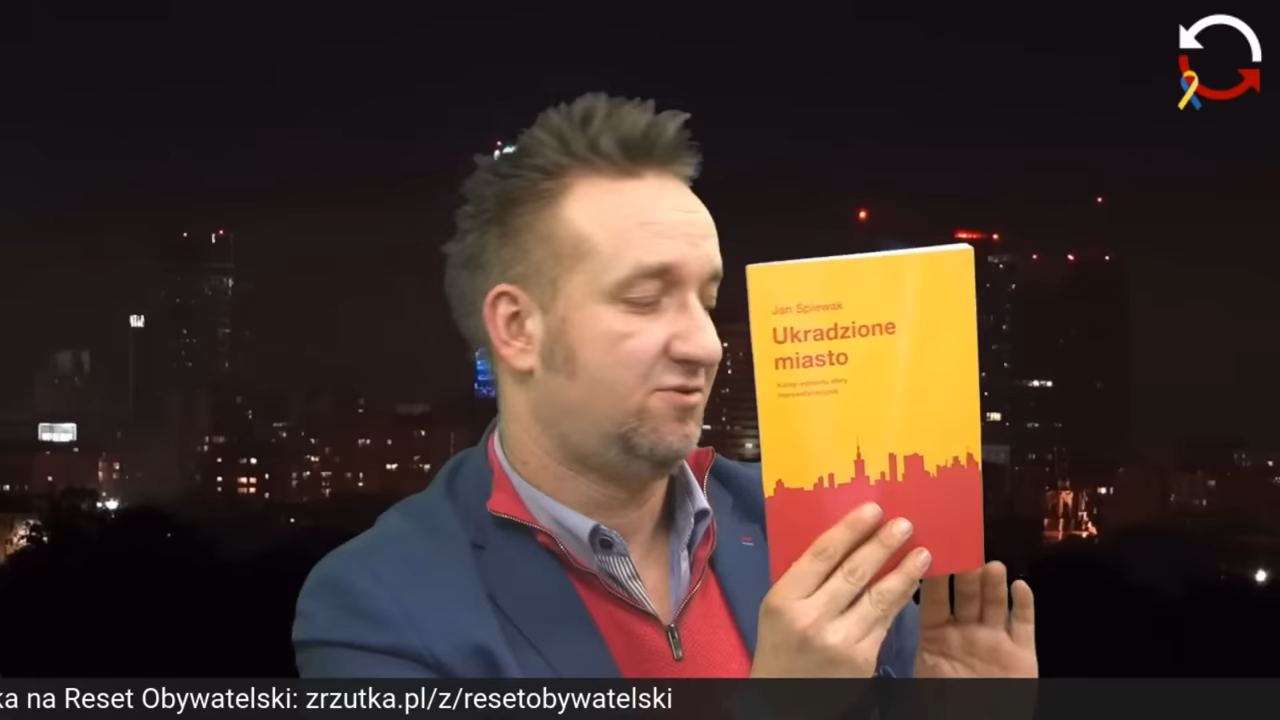 Jan Śpiewak
Ukradzione
miasto
ka na Reset Obywatelski: zrzutka.pl/z/resetobywatelski